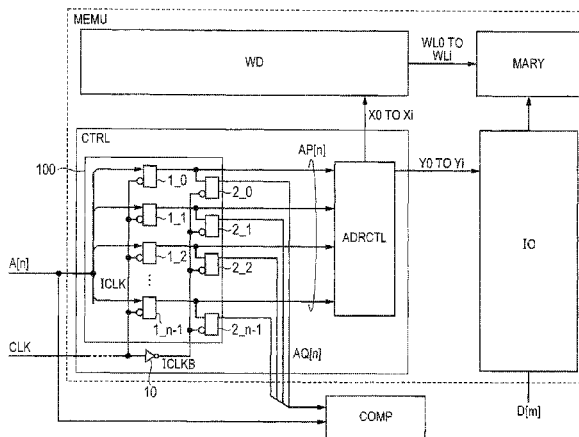 MEMU
WD
WL0 TO
WLi
MARY
X0 TO Xi
CTRL
100
AP[n]
Y0 TO Yi
1_0
2_0
1_1
2_1
ADRCTL
IO
1_2
2_2
A[n]
ICLK
1_n-1
2_n-1
CLK
ICLKB
10
AQ[n]
COMP
D[m]